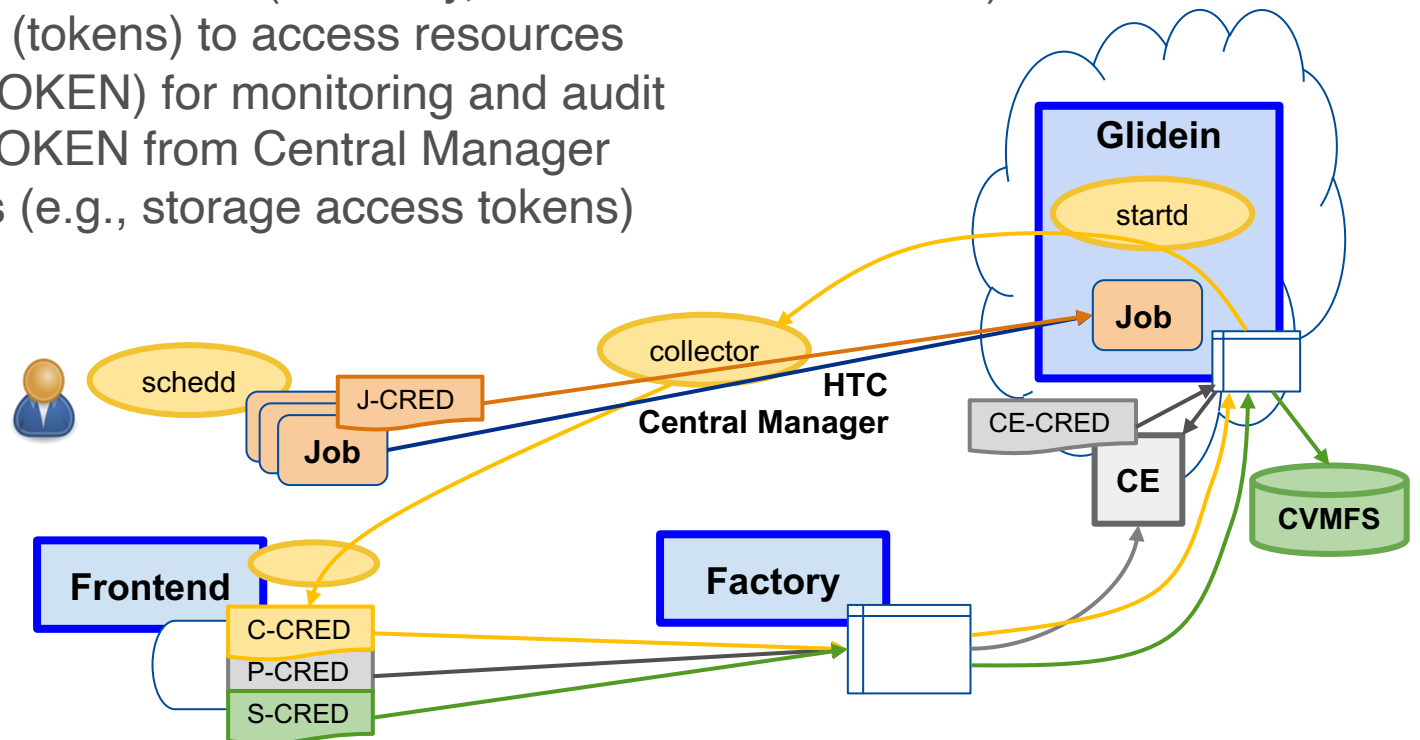 (tokens) to access resources
OKEN) for monitoring and audit
OKEN from Central Manager
s (e.g., storage access tokens)
Glidein
startd
Job
collector
schedd
J-CRED
HTC
Central Manager
CE-CRED
Job
CE
CVMFS
Frontend
Factory
C-CRED
P-CRED
S-CRED